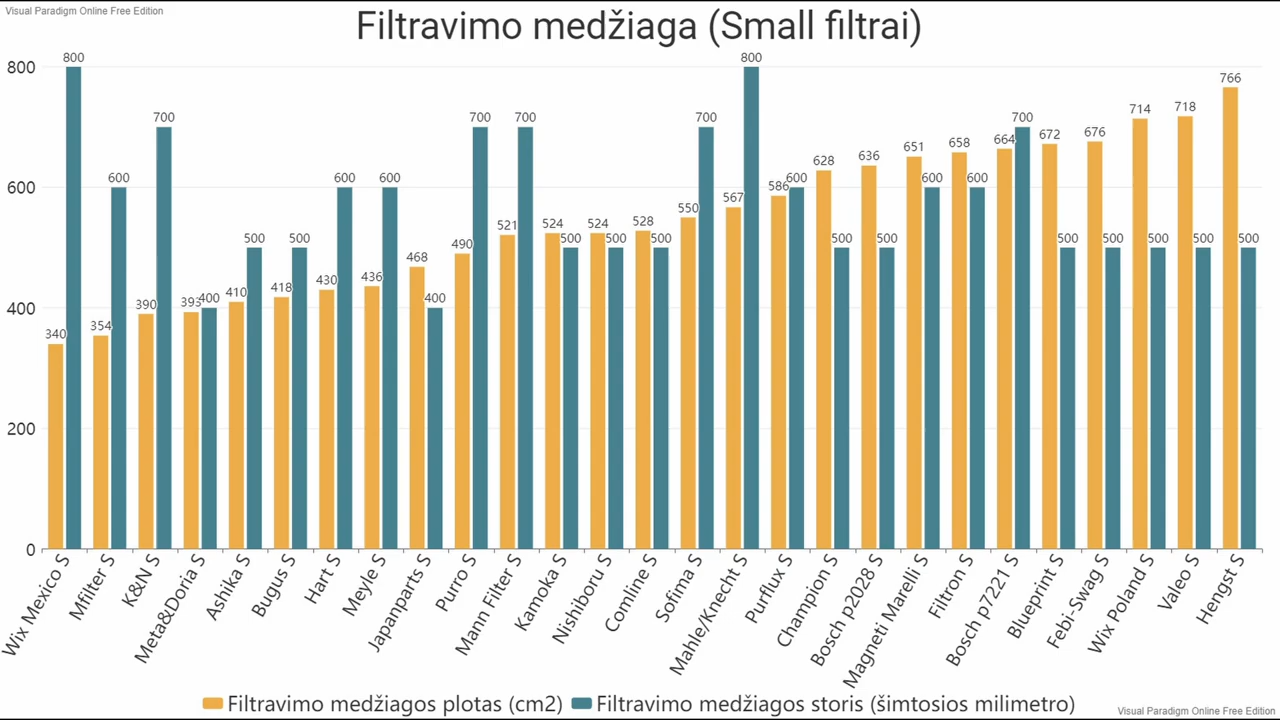 Visual Paradigm Online Free Edition
Filtravimo medžiaga (Small filtrai)
800
600
400
200
0
340 800
354 600
390 700
393 400
410 500
418 500
430 600
436 600
468 400
490 700
521 700
524 500
524 500
528 500
550 700
567 800
586 600
628 500
636 500
651 600
658 600
664 700
672 500
676 500
714 500
718 500
766 500
Wix Mexico S
Mfilter S
K&N S
Meta&Doria S
Ashika S
Bugus S
Hart S
Meyle S
Japanparts S
Purro S
Mann Filter S
Kamoka S
Nishiboru S
Comline S
Sofima S
Mahle/Knecht S
Purflux S
Champion S
Bosch p2028 S
Magneti Marelli S
Filtron S
Bosch p7221 S
Blueprint S
Febi-Swag S
Wix Poland S
Valeo S
Hengst S
Filtravimo medžiagos plotas (cm2) Filtravimo medžiagos storis (šimtosios milimetro)
Visual Paradigm Online Free Edition